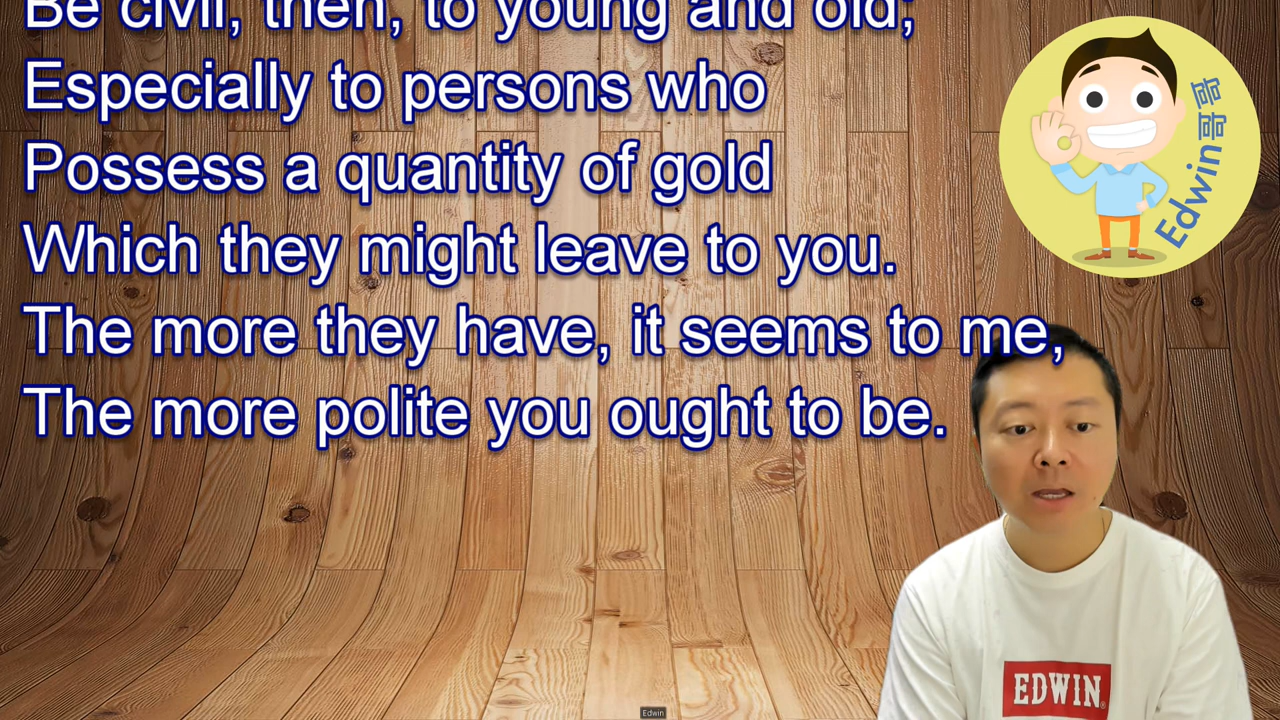 Be civil, then, to young and old;
Especially to persons who
Possess a quantity of gold
Which they might leave to you.
The more they have, it seems to me,
The more polite you ought to be.
Edwin哥哥
EDWIN
Edwin